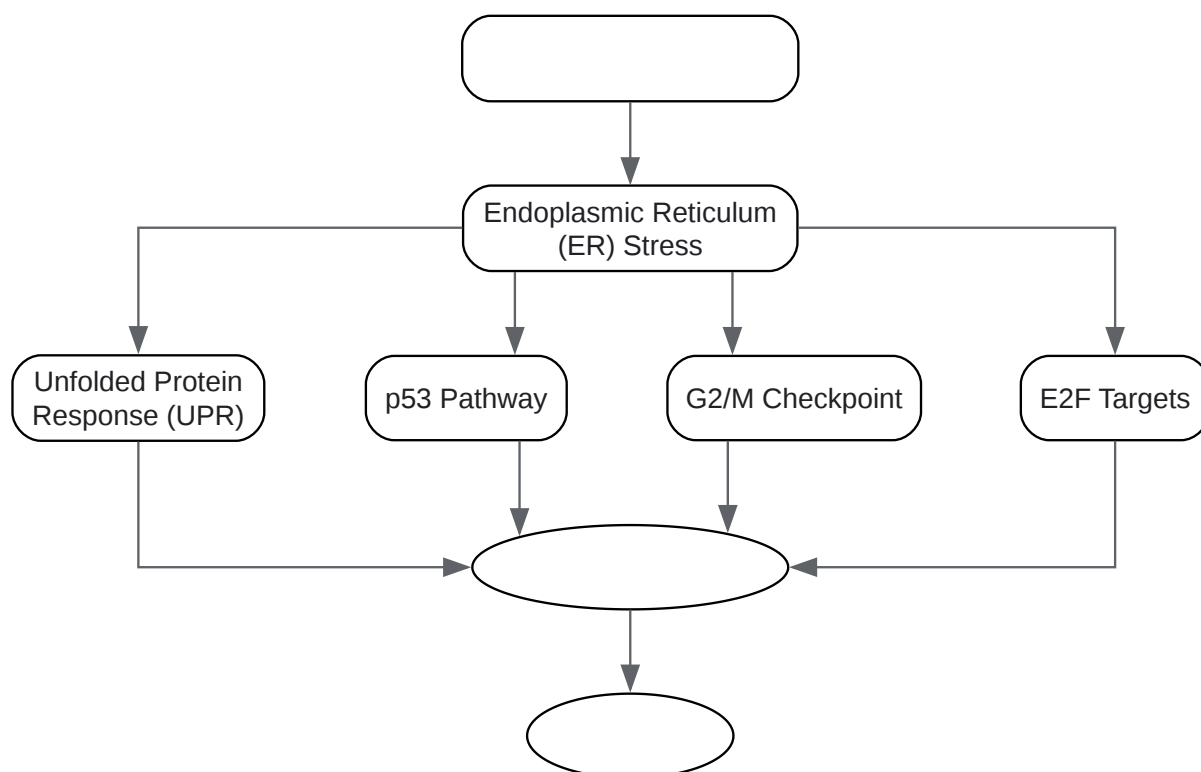 Endoplasmic Reticulum
(ER) Stress
Unfolded Protein
Response (UPR)
p53 Pathway
G2/M Checkpoint
E2F Targets